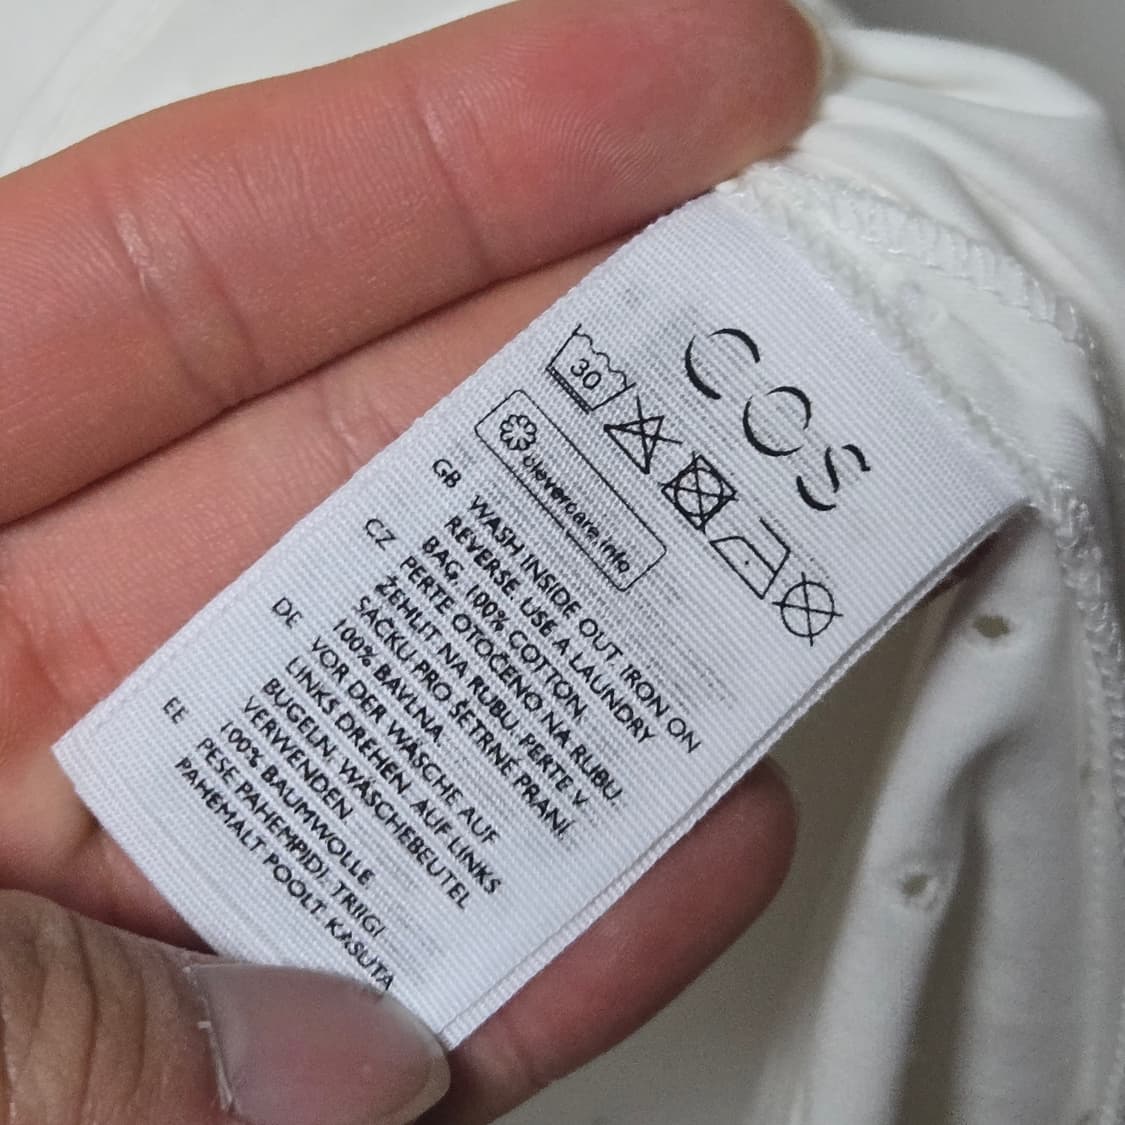 COS
30
clevercare.info
GB WASH INSIDE OUT. IRON ON
REVERSE. USE A LAUNDRY
BAG. 100% COTTON.
CZ PERTE OTOČENO NA RUBU.
ŽEHLIT NA RUBU. PERTE V
SÁČKU PRO ŠETRNÉ PRANÍ.
100% BAVLNA.
DE VOR DER WÄSCHE AUF
LINKS DREHEN. AUF LINKS
BÜGELN. WÄSCHEBEUTEL
VERWENDEN.
100% BAUMWOLLE
EE PESE PAHEMPIDI. TRIIGI
PAHEMALT POOLT. KASUTA